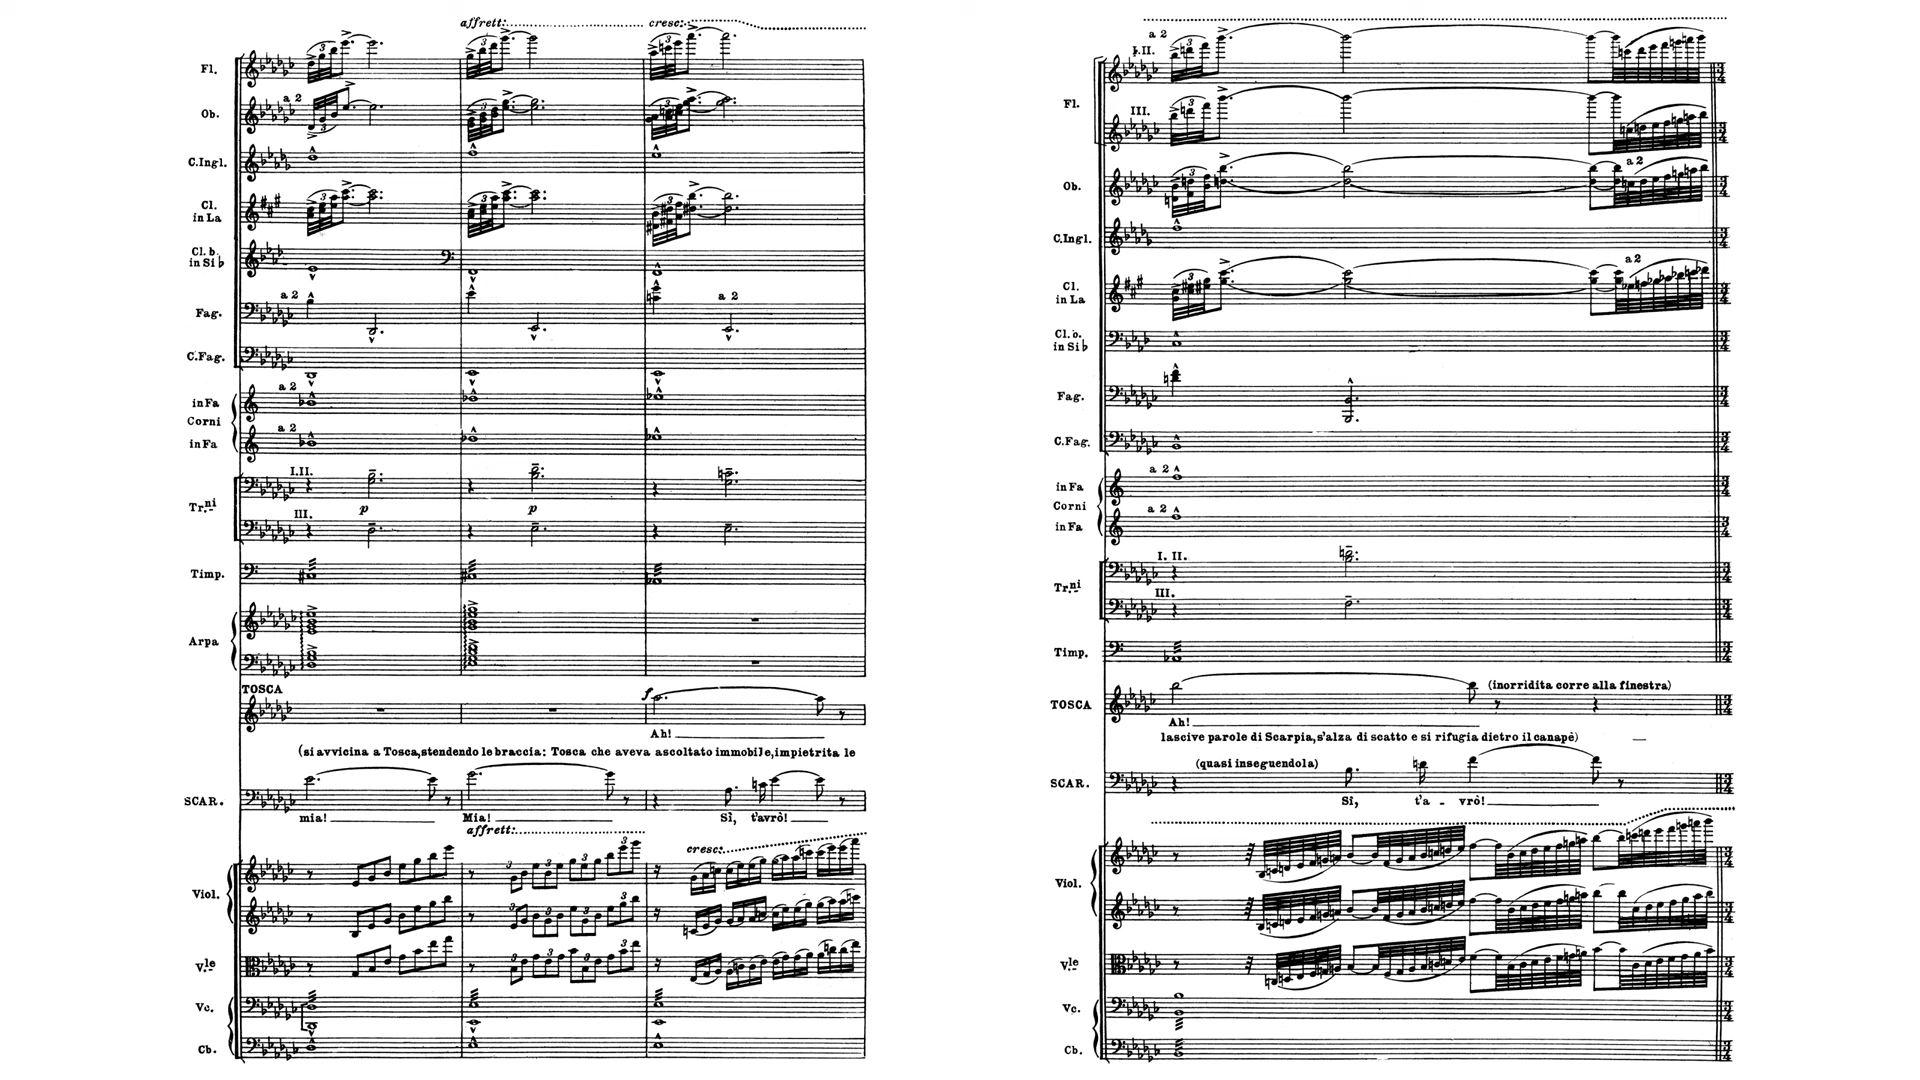 affrett:
cresc:
Fl.
a 2
Ob.
C.Ingl.
Cl.
in La
Cl. b.
in Si♭
a 2
a 2
Fag.
C.Fag.
a 2
in Fa
Corni
a 2
in Fa
I.II.
p
p
Tr.ni
III.
Timp.
Arpa
TOSCA
f
Ah!
(si avvicina a Tosca, stendendo le braccia: Tosca che aveva ascoltato immobile, impietrita le
SCAR.
mia!
Mia!
Sì, t'avrò!
affrett:
cresc:
Viol.
V.le
Vc.
Cb.
a 2
I.II.
Fl.
III.
a 2
Ob.
C.Ingl.
a 2
Cl.
in La
in Si♭
Fag.
C.Fag.
a 2
in Fa
Corni
a 2
in Fa
I. II.
Tr.ni
III.
Timp.
(inorridita corre alla finestra)
TOSCA
Ah!
lascive parole di Scarpia, s'alza di scatto e si rifugia dietro il canapè)
(quasi inseguendola)
SCAR.
Sì, t'a - vrò!
Viol.
V.le
Vc.
Cb.